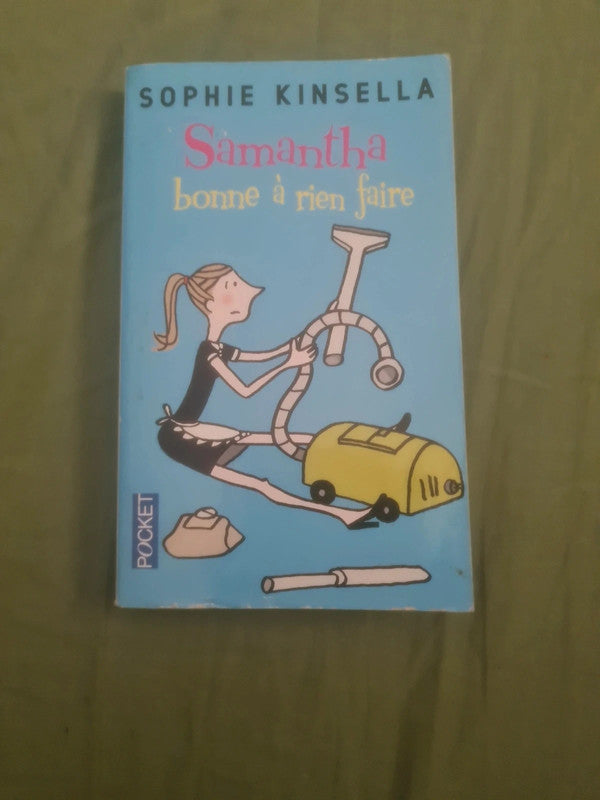 SOPHIE KINSELLA
Samantha
bonne à rien faire
POCKET